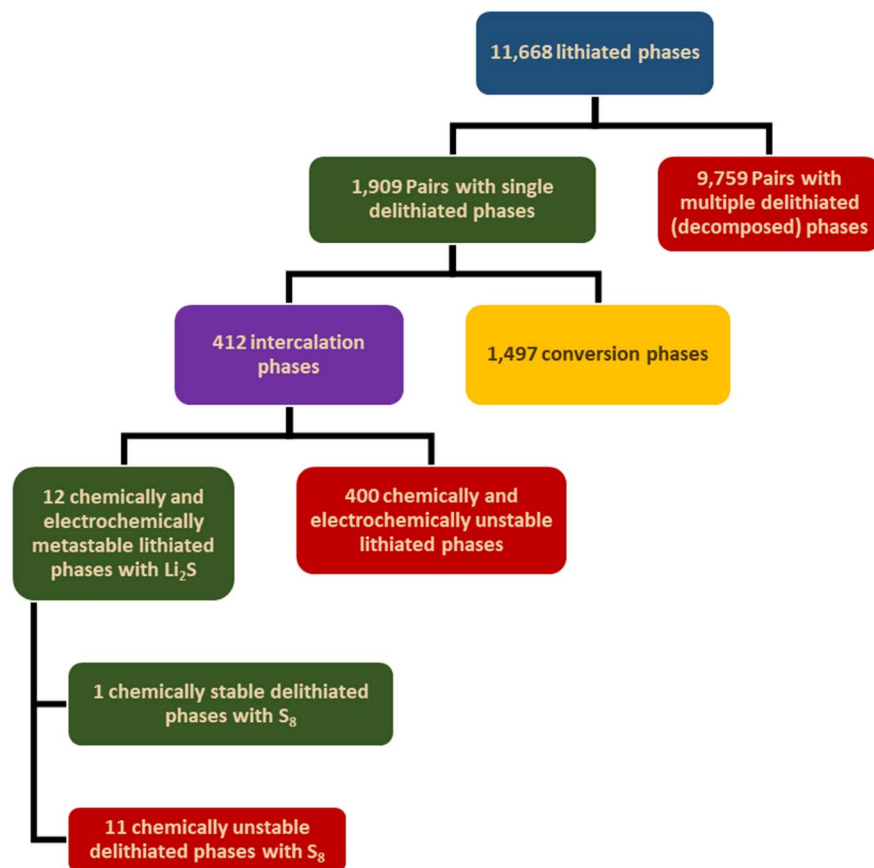 11,668 lithiated phases
1,909 Pairs with single
delithiated phases
9,759 Pairs with
multiple delithiated
(decomposed) phases
412 intercalation
phases
1,497 conversion phases
12 chemically and
electrochemically
metastable lithiated
phases with Li₂S
400 chemically and
electrochemically unstable
lithiated phases
1 chemically stable delithiated
phases with S₈
11 chemically unstable
delithiated phases with S₈